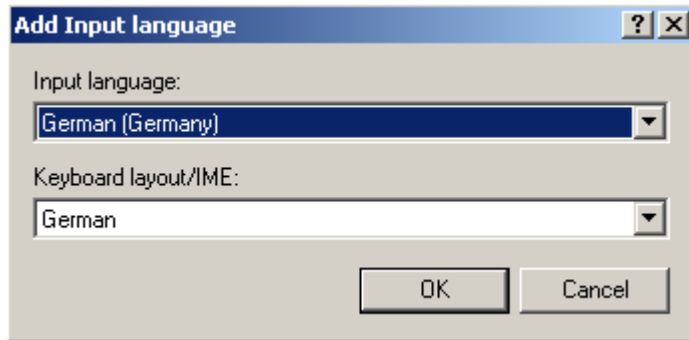 Add Input language
Input language:
German (Germany)
Keyboard layout/IME:
German
OK Cancel